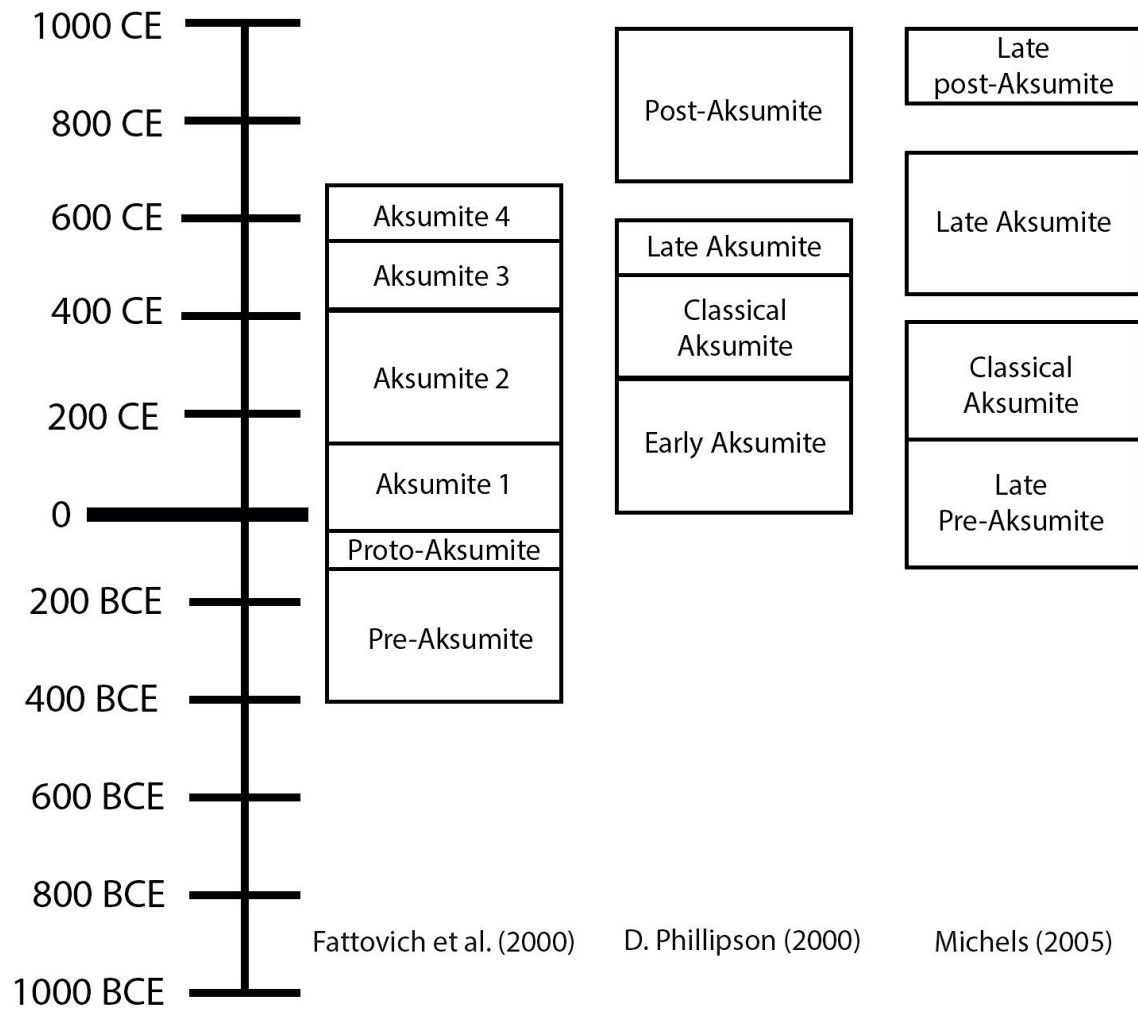 1000 CE
800 CE
600 CE
400 CE
200 CE
0
200 BCE
400 BCE
600 BCE
800 BCE
1000 BCE
Aksumite 4
Aksumite 3
Aksumite 2
Aksumite 1
Proto-Aksumite
Pre-Aksumite
Fattovich et al. (2000)
Post-Aksumite
Late Aksumite
Classical
Aksumite
Early Aksumite
D. Phillipson (2000)
Late
post-Aksumite
Late Aksumite
Classical
Aksumite
Late
Pre-Aksumite
Michels (2005)